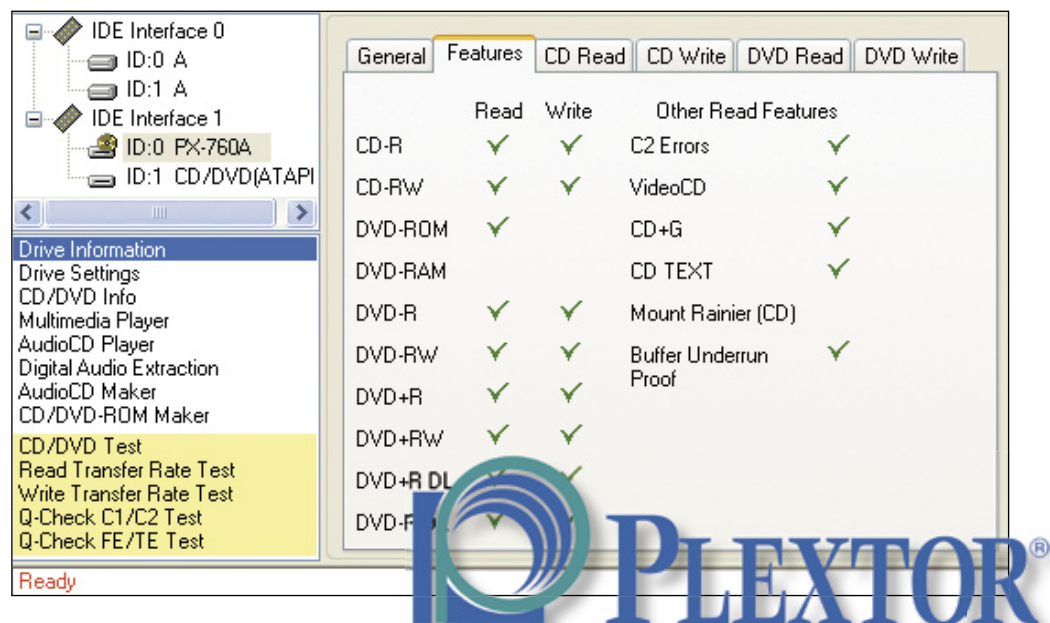 IDE Interface 0
ID:0 A
ID:1 A
IDE Interface 1
ID:0 PX-760A
ID:1 CD/DVD(ATAPI
Drive Information
Drive Settings
CD/DVD Info
Multimedia Player
AudioCD Player
Digital Audio Extraction
AudioCD Maker
CD/DVD-ROM Maker
CD/DVD Test
Read Transfer Rate Test
Write Transfer Rate Test
Q-Check C1/C2 Test
Q-Check FE/TE Test
Ready
General Features CD Read CD Write DVD Read DVD Write
Read Write Other Read Features
CD-R C2 Errors
CD-RW VideoCD
DVD-ROM CD+G
DVD-RAM CD TEXT
DVD-R Mount Rainier (CD)
DVD-RW Buffer Underrun
Proof
DVD+R
DVD+RW
DVD+R DL
PLEXTOR®